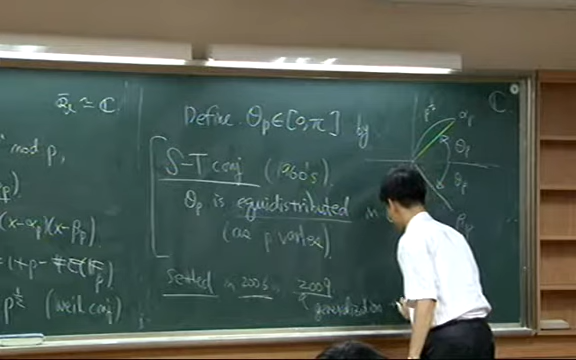 Q̄ₗ ≃ ℂ
mod p,
(x-αₚ)(x-βₚ)
= 1+p-#E(𝔽ₚ)
p^½ (Weil conj)
Define θₚ∈[0,π] by
S-T conj (1960's)
θₚ is equidistributed
(as p varies)
Settled in 2006 ~ 2009
generalization
ℂ
p^½
αₚ
θₚ
θₚ
βₚ